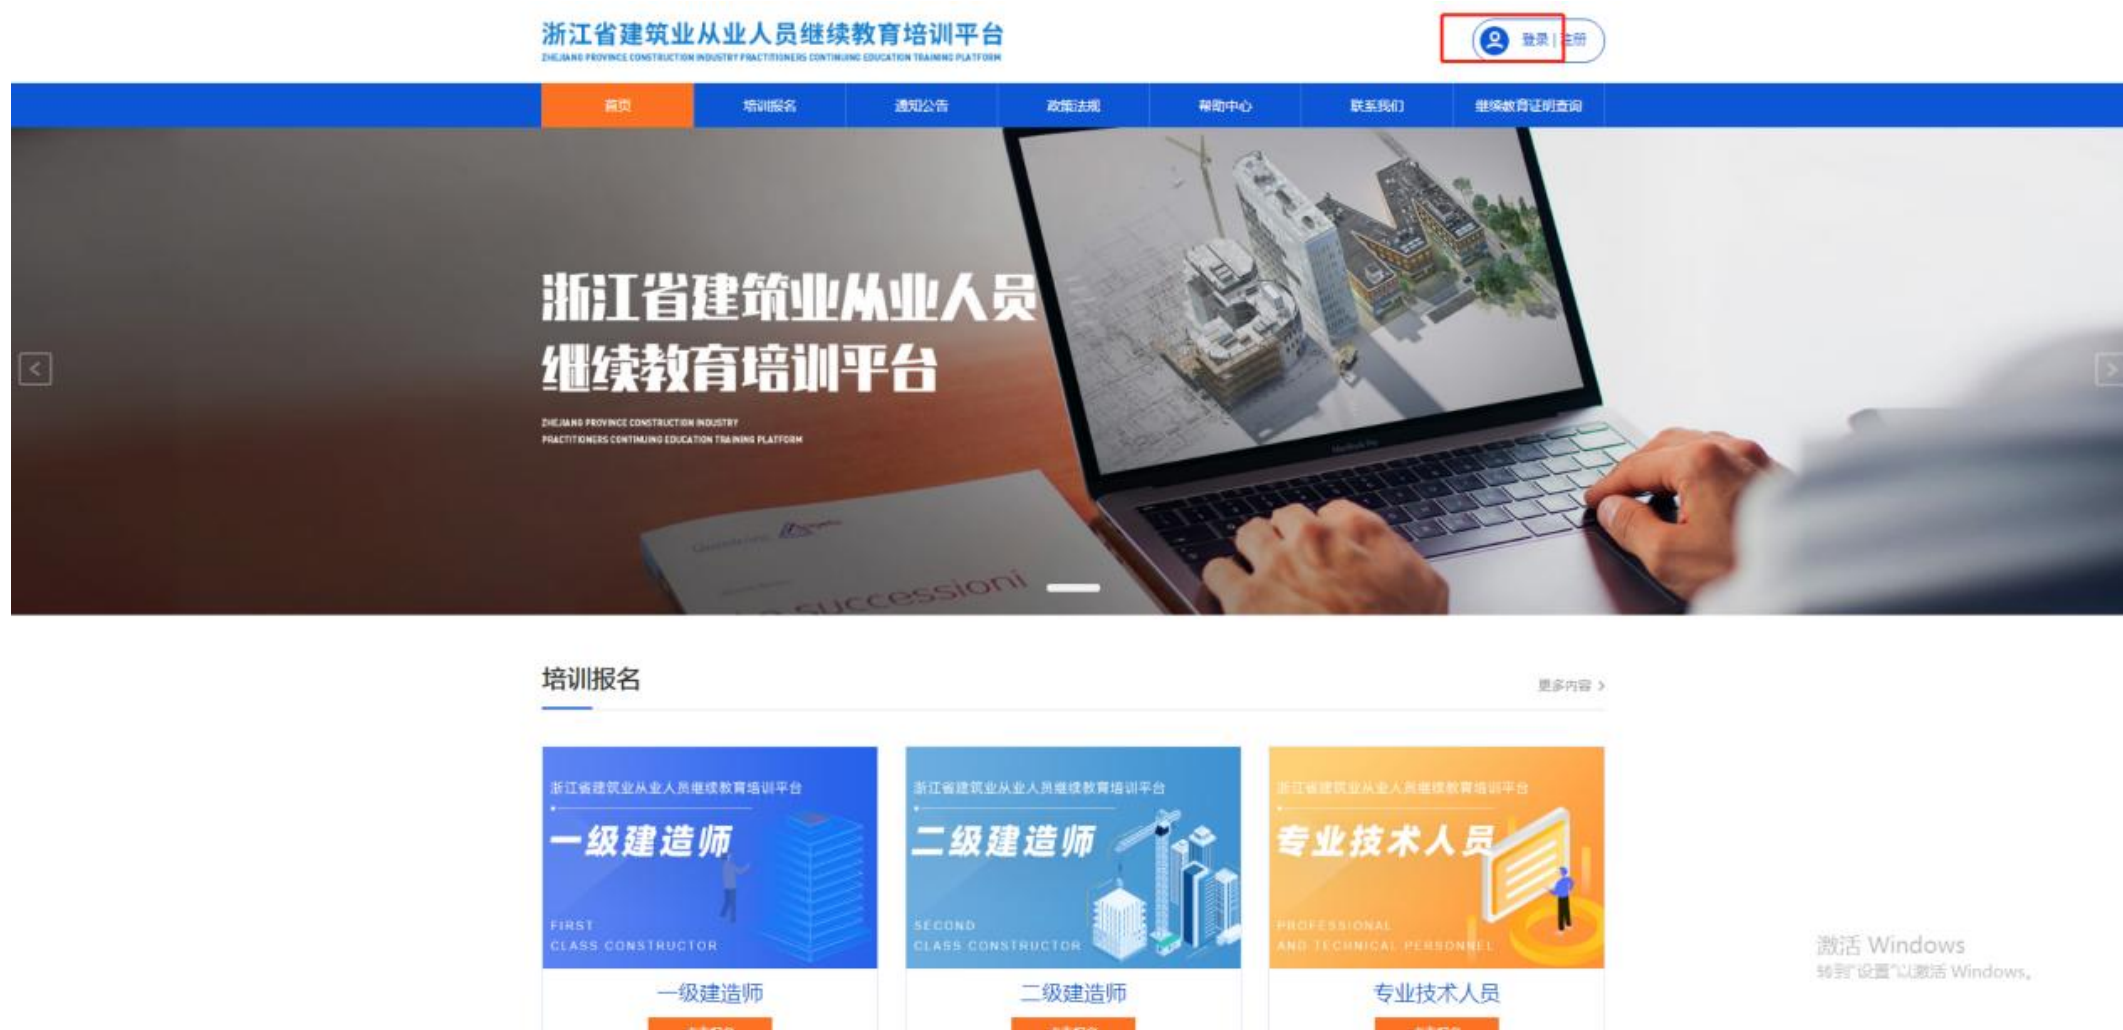 浙江省建筑业从业人员继续教育培训平台
ZHEJIANG PROVINCE CONSTRUCTION INDUSTRY PRACTITIONERS CONTINUING EDUCATION TRAINING PLATFORM
登录 | 注册
首页 培训报名 通知公告 政策法规 帮助中心 联系我们 继续教育证明查询
浙江省建筑业从业人员
继续教育培训平台
ZHEJIANG PROVINCE CONSTRUCTION INDUSTRY
PRACTITIONERS CONTINUING EDUCATION TRAINING PLATFORM
MacBook Pro
successioni
培训报名
更多内容 >
浙江省建筑业从业人员继续教育培训平台
一级建造师
FIRST
CLASS CONSTRUCTOR
一级建造师
浙江省建筑业从业人员继续教育培训平台
二级建造师
SECOND
CLASS CONSTRUCTOR
二级建造师
浙江省建筑业从业人员继续教育培训平台
专业技术人员
PROFESSIONAL
AND TECHNICAL PERSONNEL
专业技术人员
激活 Windows
转到"设置"以激活 Windows。